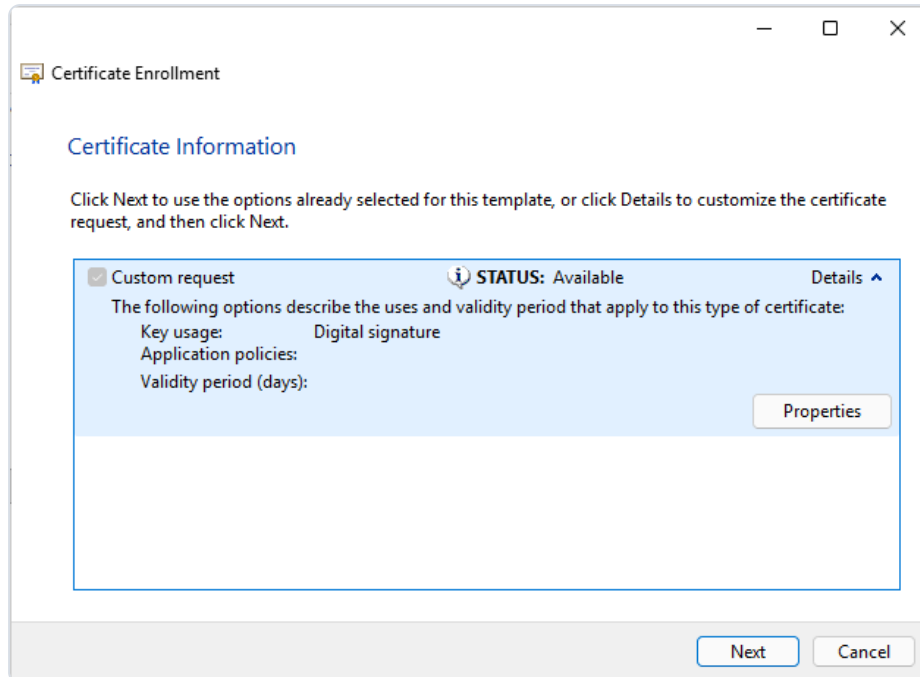 Certificate Enrollment
Certificate Information
Click Next to use the options already selected for this template, or click Details to customize the certificate
request, and then click Next.
Custom request STATUS: Available Details
The following options describe the uses and validity period that apply to this type of certificate:
Key usage: Digital signature
Application policies:
Validity period (days):
Properties
Next Cancel